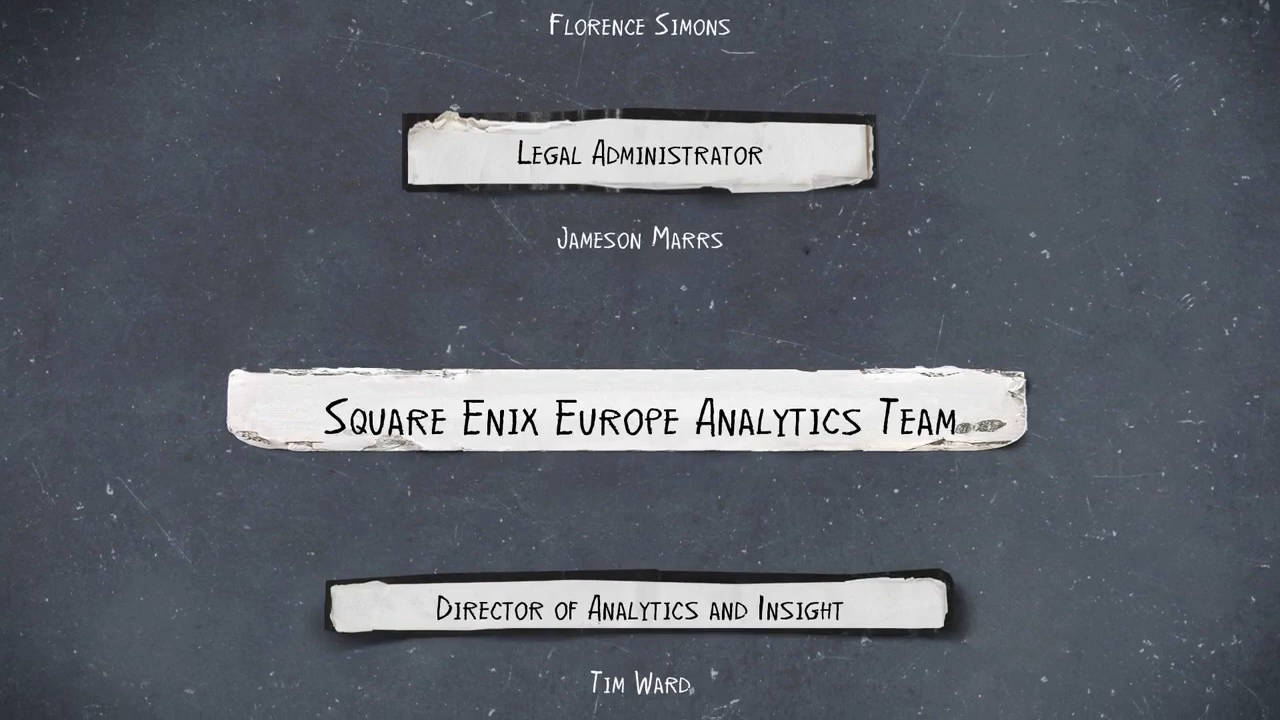 Florence Simons
Legal Administrator
Jameson Marrs
Square Enix Europe Analytics Team
Director of Analytics and Insight
Tim Ward